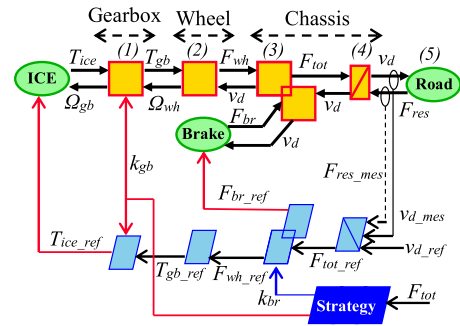 Gearbox Wheel Chassis
(1) (2) (3) (4) (5)
T_ice T_gb F_wh F_tot v_d
ICE Road
Ω_gb Ω_wh v_d v_d F_res
F_br
Brake v_d
k_gb
F_res_mes
F_br_ref
v_d_mes
T_ice_ref v_d_ref
T_gb_ref F_wh_ref F_tot_ref
k_br F_tot
Strategy